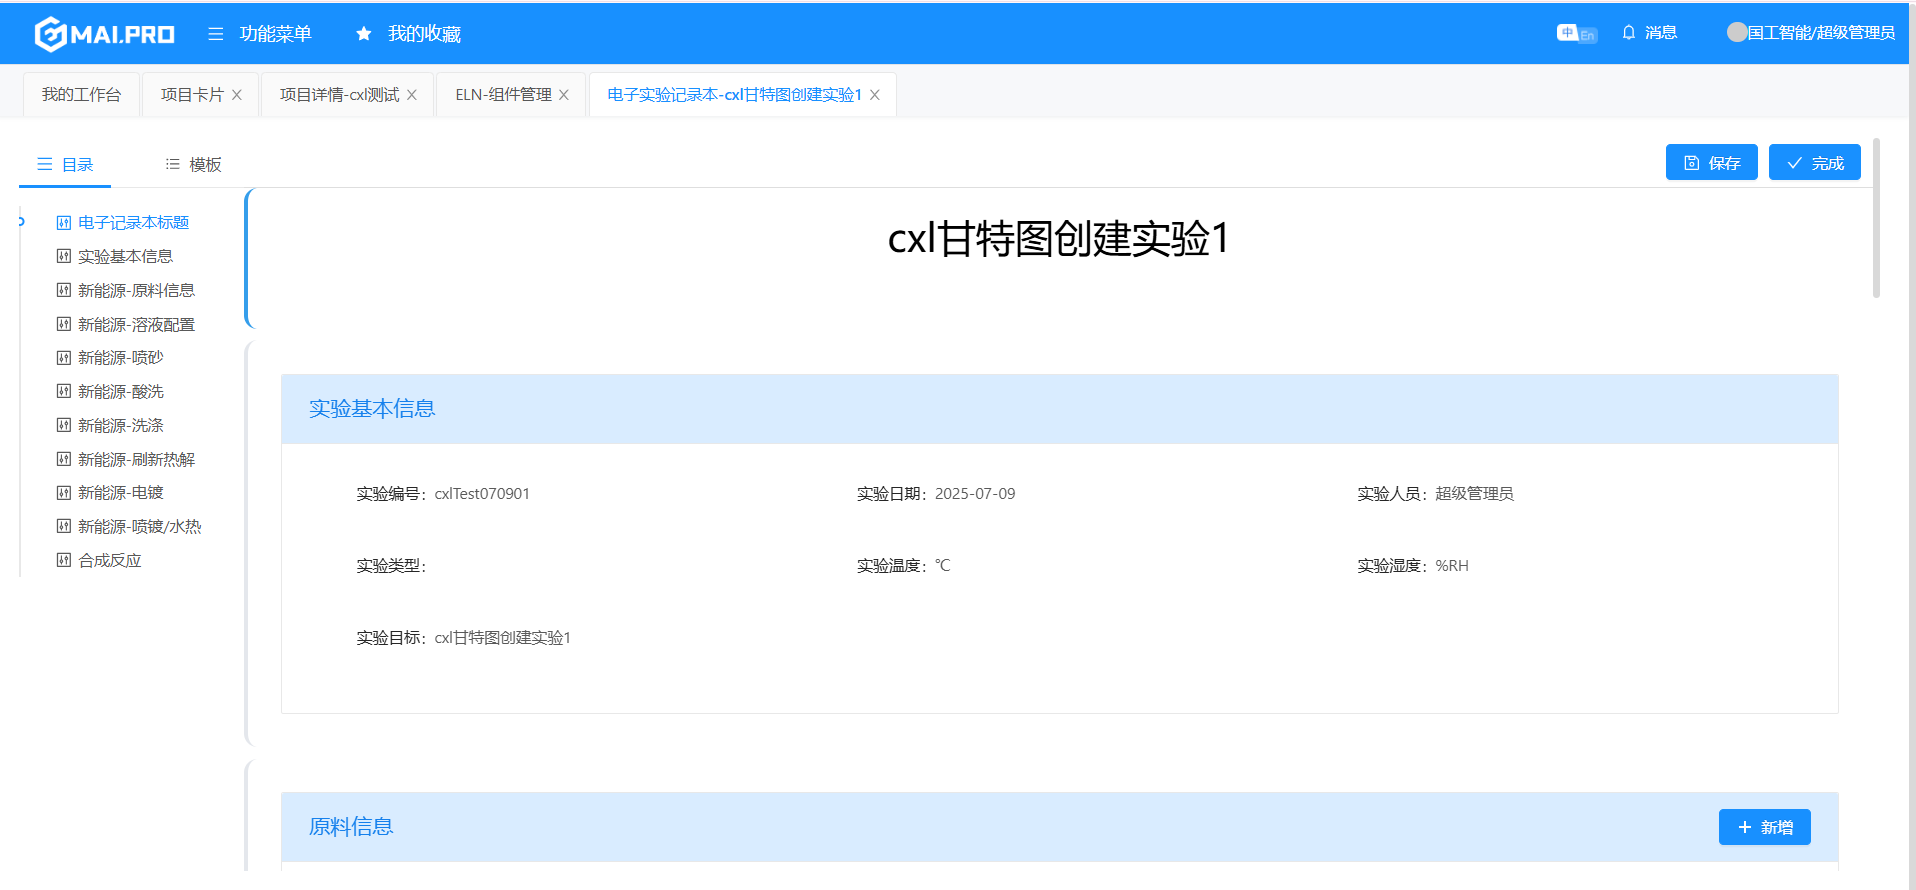 GMAI.PRO 功能菜单 我的收藏 中 En 消息 国工智能/超级管理员
我的工作台 项目卡片 项目详情-cxl测试 ELN-组件管理 电子实验记录本-cxl甘特图创建实验1
目录 模板 保存 完成
电子记录本标题
实验基本信息
新能源-原料信息
新能源-溶液配置
新能源-喷砂
新能源-酸洗
新能源-洗涤
新能源-刷新热解
新能源-电镀
新能源-喷镀/水热
合成反应
cxl甘特图创建实验1
实验基本信息
实验编号：cxlTest070901 实验日期：2025-07-09 实验人员：超级管理员
实验类型： 实验温度：℃ 实验湿度：%RH
实验目标：cxl甘特图创建实验1
原料信息 新增